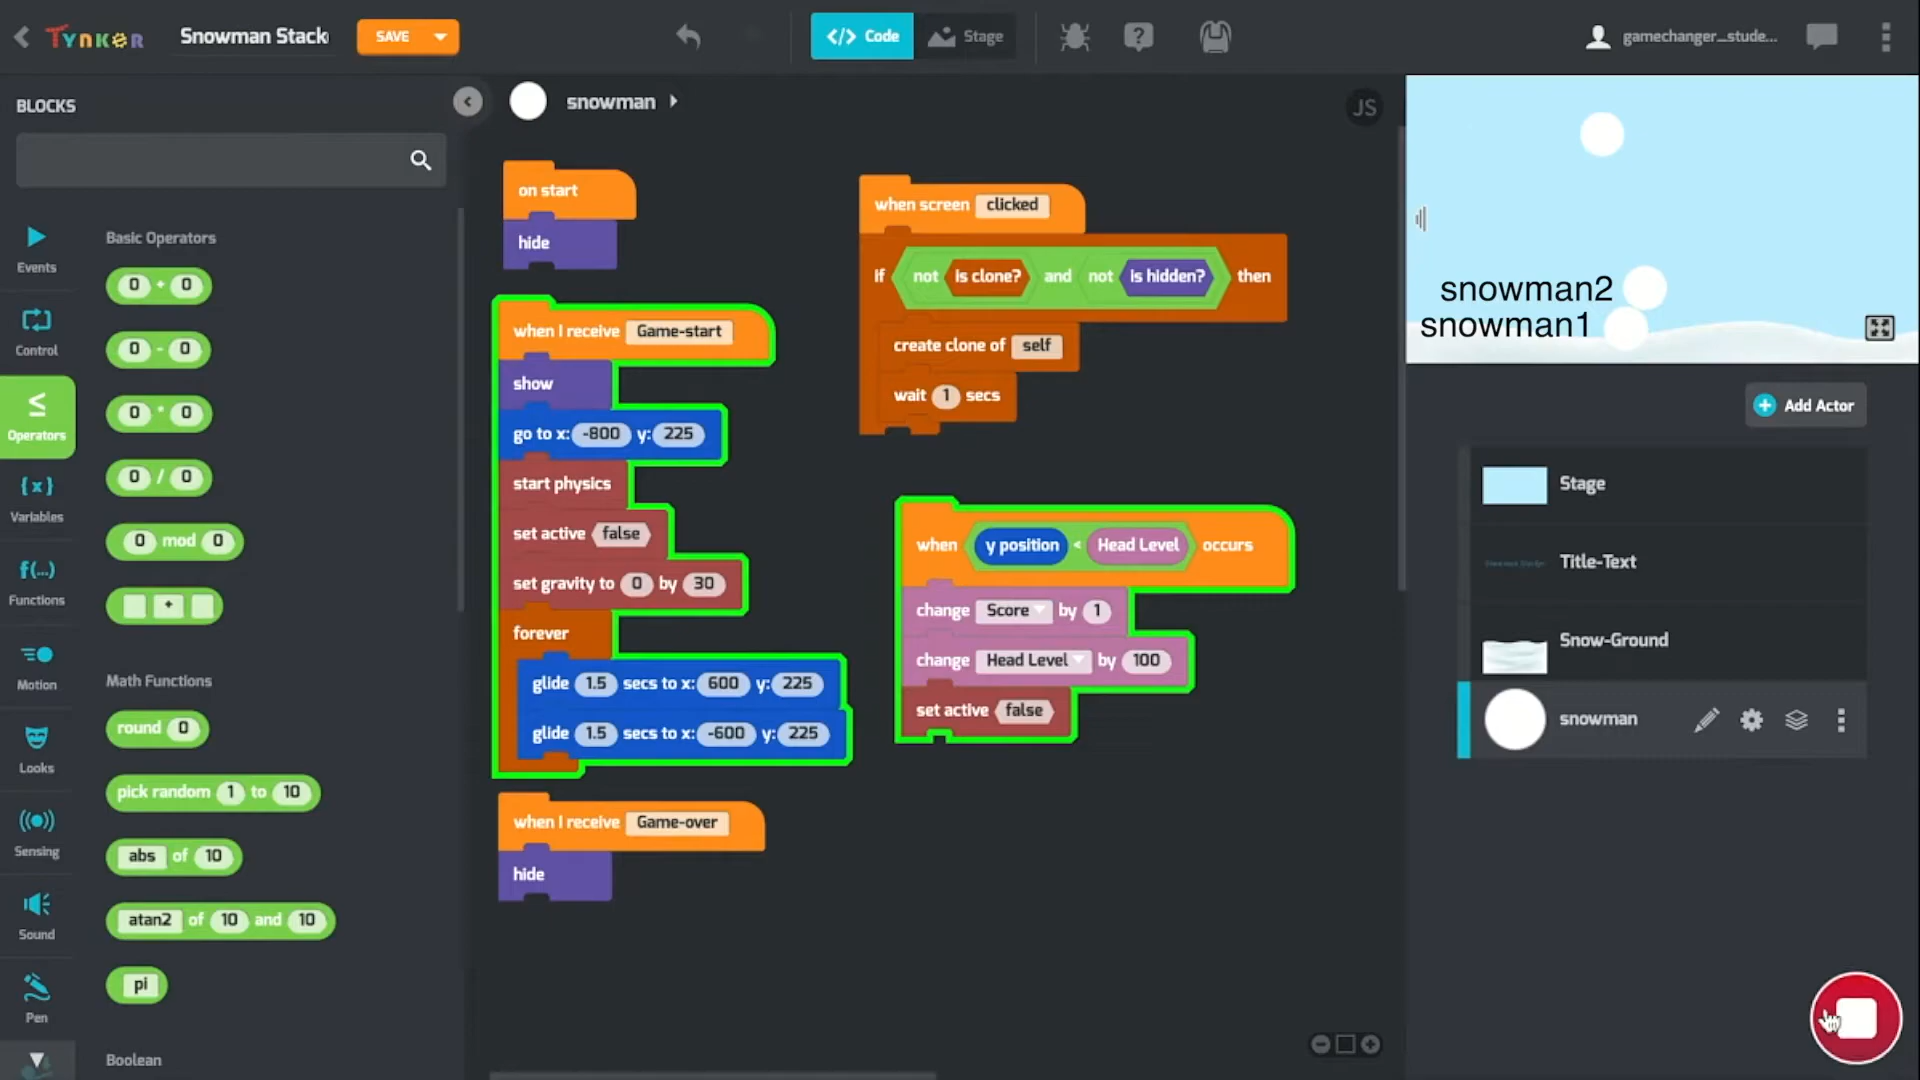 TYNKER
Snowman Stack
SAVE
</> Code
Stage
?
gamechanger_stude...
BLOCKS
snowman
JS
Events
Control
≤
Operators
{x}
Variables
f(...)
Functions
Motion
Looks
Sensing
Sound
Pen
Basic Operators
0 + 0
0 - 0
0 * 0
0 / 0
0 mod 0
+
Math Functions
round 0
pick random 1 to 10
abs of 10
atan2 of 10 and 10
pi
Boolean
on start
hide
when I receive Game-start
show
go to x: -800 y: 225
start physics
set active false
set gravity to 0 by 30
forever
glide 1.5 secs to x: 600 y: 225
glide 1.5 secs to x: -600 y: 225
when I receive Game-over
hide
when screen clicked
if not is clone? and not is hidden? then
create clone of self
wait 1 secs
when y position < Head Level occurs
change Score by 1
change Head Level by 100
set active false
snowman2
snowman1
Add Actor
Stage
Title-Text
Snow-Ground
snowman